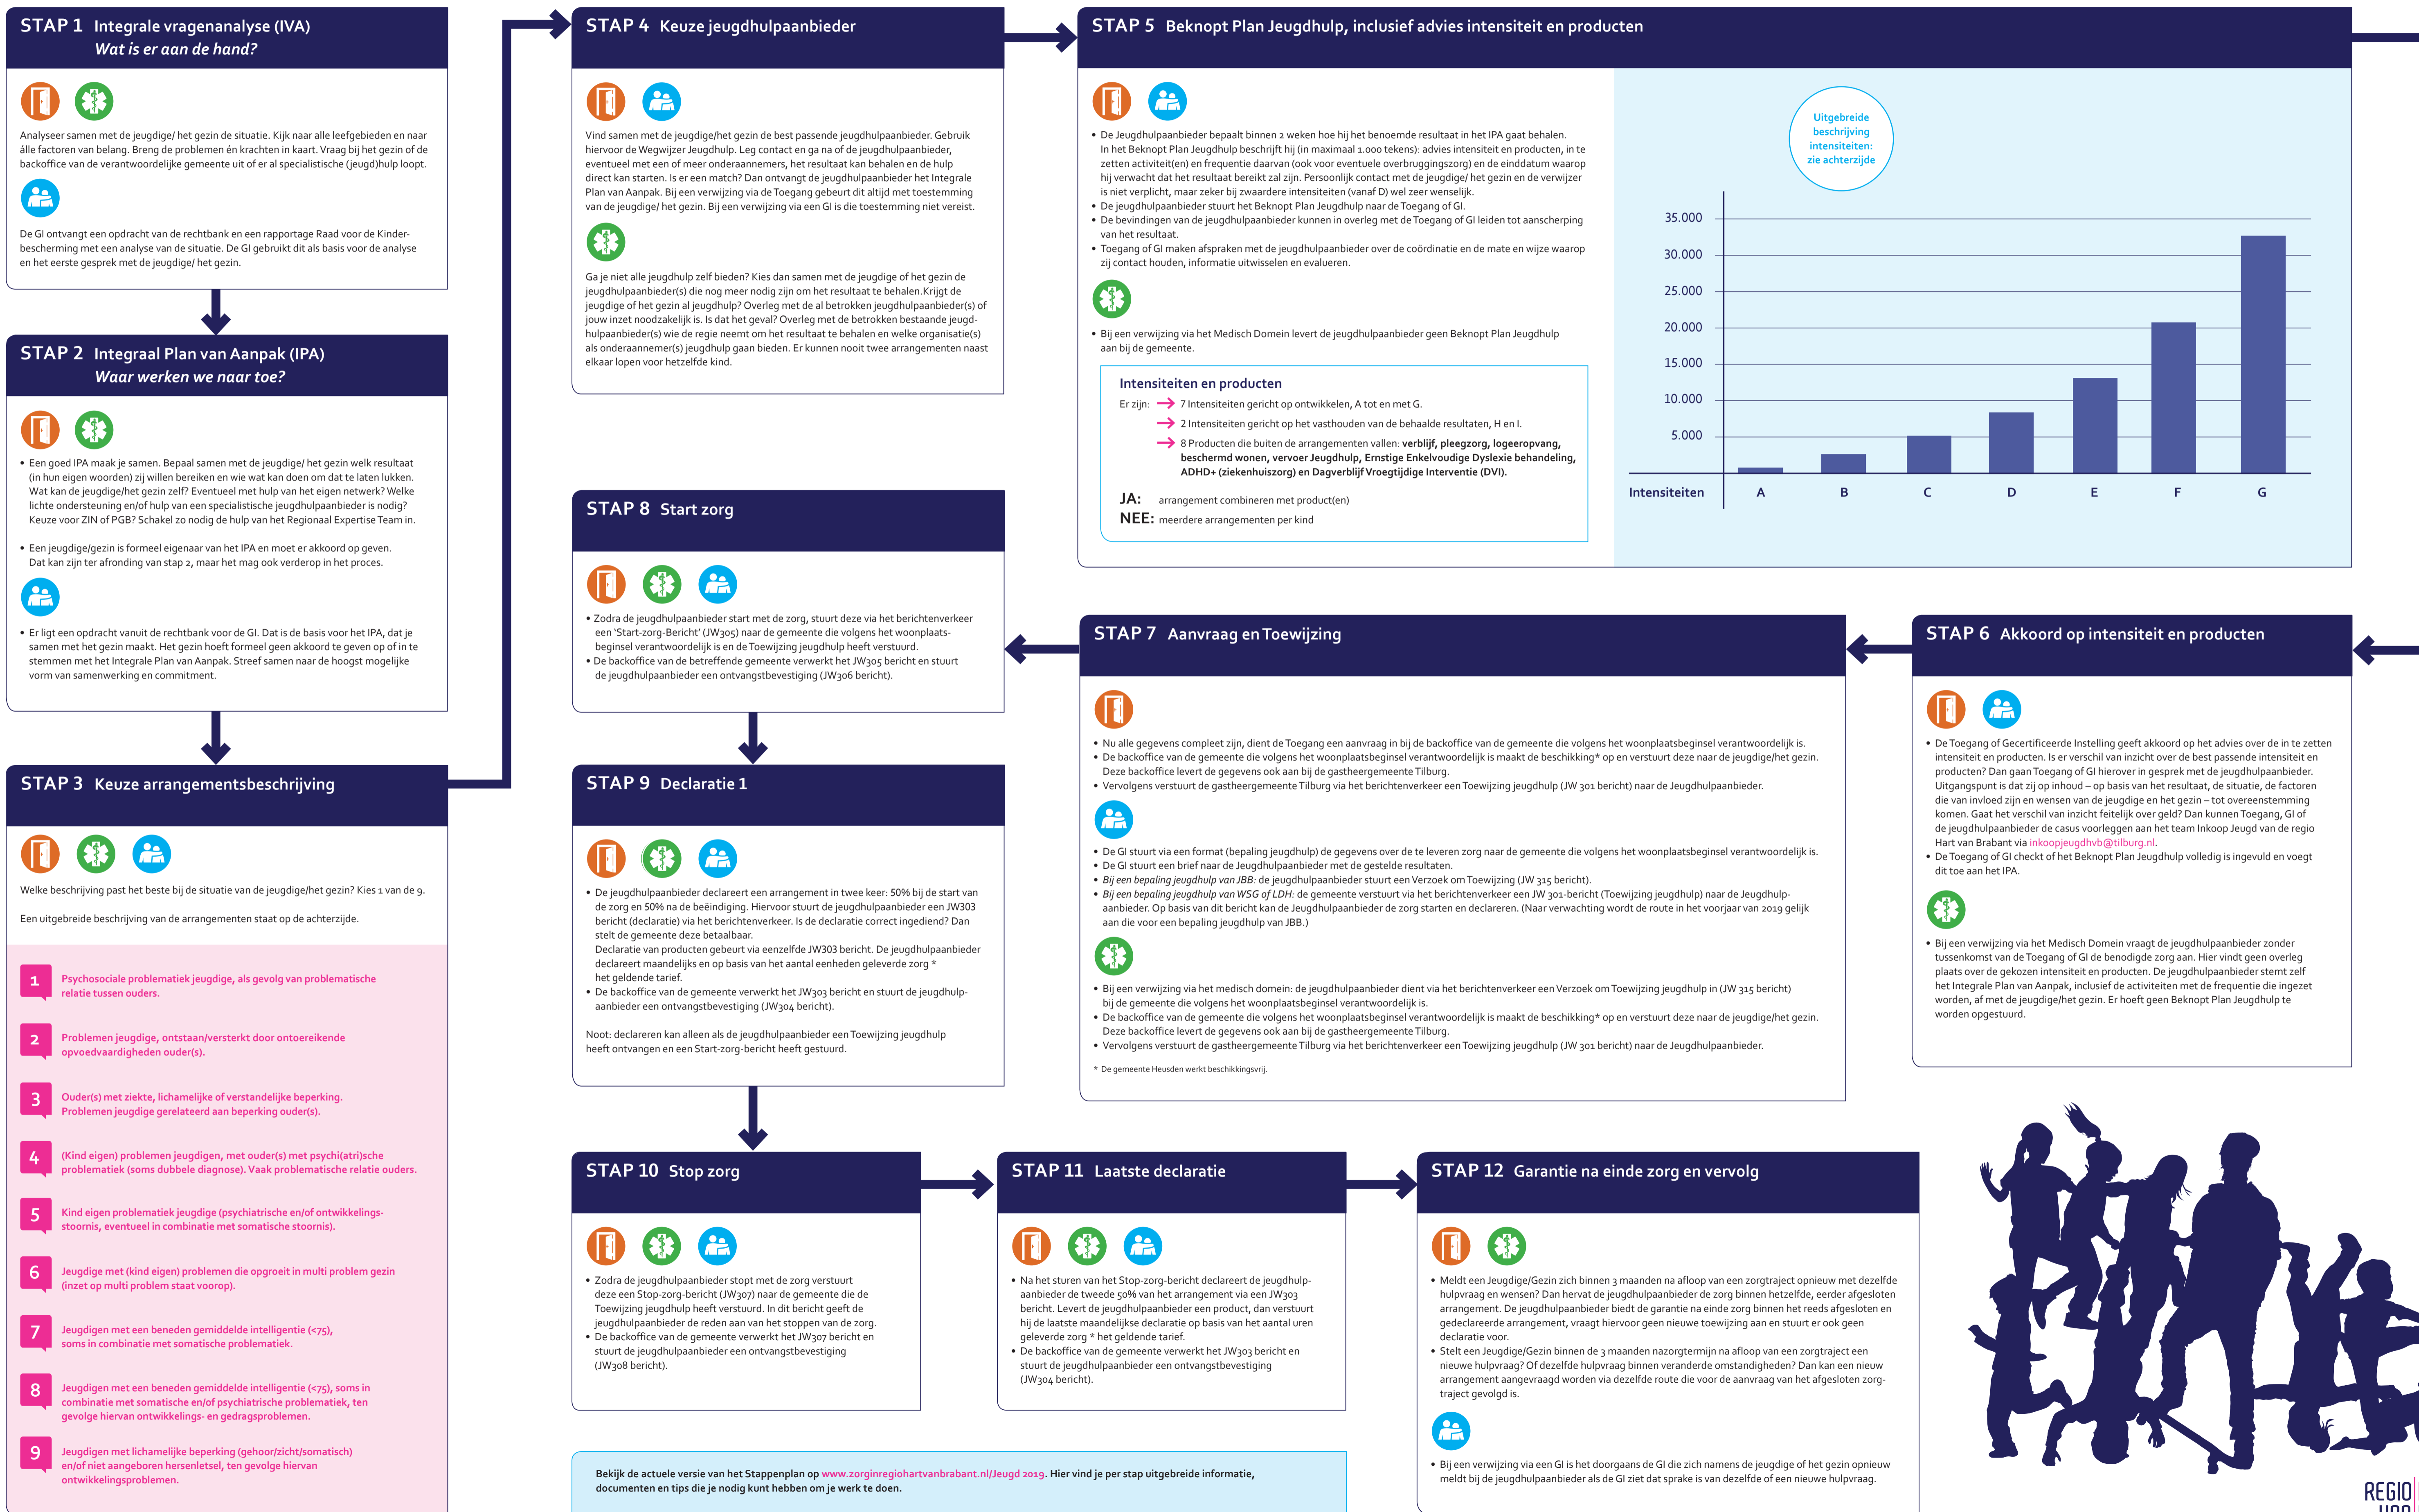 STAP 1 Integrale vragenanalyse (IVA)
Wat is er aan de hand?
Analyseer samen met de jeugdige/ het gezin de situatie. Kijk naar alle leefgebieden en naar
álle factoren van belang. Breng de problemen én krachten in kaart. Vraag bij het gezin of de
backoffice van de verantwoordelijke gemeente uit of er al specialistische (jeugd)hulp loopt.
De GI ontvangt een opdracht van de rechtbank en een rapportage Raad voor de Kinder-
bescherming met een analyse van de situatie. De GI gebruikt dit als basis voor de analyse
en het eerste gesprek met de jeugdige/ het gezin.
STAP 2 Integraal Plan van Aanpak (IPA)
Waar werken we naar toe?
• Een goed IPA maak je samen. Bepaal samen met de jeugdige/ het gezin welk resultaat
(in hun eigen woorden) zij willen bereiken en wie wat kan doen om dat te laten lukken.
Wat kan de jeugdige/het gezin zelf? Eventueel met hulp van het eigen netwerk? Welke
lichte ondersteuning en/of hulp van een specialistische jeugdhulpaanbieder is nodig?
Keuze voor ZIN of PGB? Schakel zo nodig de hulp van het Regionaal Expertise Team in.
• Een jeugdige/gezin is formeel eigenaar van het IPA en moet er akkoord op geven.
Dat kan zijn ter afronding van stap 2, maar het mag ook verderop in het proces.
• Er ligt een opdracht vanuit de rechtbank voor de GI. Dat is de basis voor het IPA, dat je
samen met het gezin maakt. Het gezin hoeft formeel geen akkoord te geven op of in te
stemmen met het Integrale Plan van Aanpak. Streef samen naar de hoogst mogelijke
vorm van samenwerking en commitment.
STAP 3 Keuze arrangementsbeschrijving
Welke beschrijving past het beste bij de situatie van de jeugdige/het gezin? Kies 1 van de 9.
Een uitgebreide beschrijving van de arrangementen staat op de achterzijde.
1 Psychosociale problematiek jeugdige, als gevolg van problematische
relatie tussen ouders.
2 Problemen jeugdige, ontstaan/versterkt door ontoereikende
opvoedvaardigheden ouder(s).
3 Ouder(s) met ziekte, lichamelijke of verstandelijke beperking.
Problemen jeugdige gerelateerd aan beperking ouder(s).
4 (Kind eigen) problemen jeugdigen, met ouder(s) met psychi(atri)sche
problematiek (soms dubbele diagnose). Vaak problematische relatie ouders.
5 Kind eigen problematiek jeugdige (psychiatrische en/of ontwikkelings-
stoornis, eventueel in combinatie met somatische stoornis).
6 Jeugdige met (kind eigen) problemen die opgroeit in multi problem gezin
(inzet op multi problem staat voorop).
7 Jeugdigen met een beneden gemiddelde intelligentie (<75),
soms in combinatie met somatische problematiek.
8 Jeugdigen met een beneden gemiddelde intelligentie (<75), soms in
combinatie met somatische en/of psychiatrische problematiek, ten
gevolge hiervan ontwikkelings- en gedragsproblemen.
9 Jeugdigen met lichamelijke beperking (gehoor/zicht/somatisch)
en/of niet aangeboren hersenletsel, ten gevolge hiervan
ontwikkelingsproblemen.
STAP 4 Keuze jeugdhulpaanbieder
Vind samen met de jeugdige/het gezin de best passende jeugdhulpaanbieder. Gebruik
hiervoor de Wegwijzer Jeugdhulp. Leg contact en ga na of de jeugdhulpaanbieder,
eventueel met een of meer onderaannemers, het resultaat kan behalen en de hulp
direct kan starten. Is er een match? Dan ontvangt de jeugdhulpaanbieder het Integrale
Plan van Aanpak. Bij een verwijzing via de Toegang gebeurt dit altijd met toestemming
van de jeugdige/ het gezin. Bij een verwijzing via een GI is die toestemming niet vereist.
Ga je niet alle jeugdhulp zelf bieden? Kies dan samen met de jeugdige of het gezin de
jeugdhulpaanbieder(s) die nog meer nodig zijn om het resultaat te behalen.Krijgt de
jeugdige of het gezin al jeugdhulp? Overleg met de al betrokken jeugdhulpaanbieder(s) of
jouw inzet noodzakelijk is. Is dat het geval? Overleg met de betrokken bestaande jeugd-
hulpaanbieder(s) wie de regie neemt om het resultaat te behalen en welke organisatie(s)
als onderaannemer(s) jeugdhulp gaan bieden. Er kunnen nooit twee arrangementen naast
elkaar lopen voor hetzelfde kind.
STAP 5 Beknopt Plan Jeugdhulp, inclusief advies intensiteit en producten
• De Jeugdhulpaanbieder bepaalt binnen 2 weken hoe hij het benoemde resultaat in het IPA gaat behalen.
In het Beknopt Plan Jeugdhulp beschrijft hij (in maximaal 1.000 tekens): advies intensiteit en producten, in te
zetten activiteit(en) en frequentie daarvan (ook voor eventuele overbruggingszorg) en de einddatum waarop
hij verwacht dat het resultaat bereikt zal zijn. Persoonlijk contact met de jeugdige/ het gezin en de verwijzer
is niet verplicht, maar zeker bij zwaardere intensiteiten (vanaf D) wel zeer wenselijk.
• De jeugdhulpaanbieder stuurt het Beknopt Plan Jeugdhulp naar de Toegang of GI.
• De bevindingen van de jeugdhulpaanbieder kunnen in overleg met de Toegang of GI leiden tot aanscherping
van het resultaat.
• Toegang of GI maken afspraken met de jeugdhulpaanbieder over de coördinatie en de mate en wijze waarop
zij contact houden, informatie uitwisselen en evalueren.
• Bij een verwijzing via het Medisch Domein levert de jeugdhulpaanbieder geen Beknopt Plan Jeugdhulp
aan bij de gemeente.
Intensiteiten en producten
Er zijn: 7 Intensiteiten gericht op ontwikkelen, A tot en met G.
2 Intensiteiten gericht op het vasthouden van de behaalde resultaten, H en I.
8 Producten die buiten de arrangementen vallen: verblijf, pleegzorg, logeeropvang,
beschermd wonen, vervoer Jeugdhulp, Ernstige Enkelvoudige Dyslexie behandeling,
ADHD+ (ziekenhuiszorg) en Dagverblijf Vroegtijdige Interventie (DVI).
JA: arrangement combineren met product(en)
NEE: meerdere arrangementen per kind
Uitgebreide
beschrijving
intensiteiten:
zie achterzijde
35.000
30.000
25.000
20.000
15.000
10.000
5.000
Intensiteiten A B C D E F G
STAP 6 Akkoord op intensiteit en producten
• De Toegang of Gecertificeerde Instelling geeft akkoord op het advies over de in te zetten
intensiteit en producten. Is er verschil van inzicht over de best passende intensiteit en
producten? Dan gaan Toegang of GI hierover in gesprek met de jeugdhulpaanbieder.
Uitgangspunt is dat zij op inhoud – op basis van het resultaat, de situatie, de factoren
die van invloed zijn en wensen van de jeugdige en het gezin – tot overeenstemming
komen. Gaat het verschil van inzicht feitelijk over geld? Dan kunnen Toegang, GI of
de jeugdhulpaanbieder de casus voorleggen aan het team Inkoop Jeugd van de regio
Hart van Brabant via inkoopjeugdhvb@tilburg.nl.
• De Toegang of GI checkt of het Beknopt Plan Jeugdhulp volledig is ingevuld en voegt
dit toe aan het IPA.
• Bij een verwijzing via het Medisch Domein vraagt de jeugdhulpaanbieder zonder
tussenkomst van de Toegang of GI de benodigde zorg aan. Hier vindt geen overleg
plaats over de gekozen intensiteit en producten. De jeugdhulpaanbieder stemt zelf
het Integrale Plan van Aanpak, inclusief de activiteiten met de frequentie die ingezet
worden, af met de jeugdige/het gezin. Er hoeft geen Beknopt Plan Jeugdhulp te
worden opgestuurd.
STAP 7 Aanvraag en Toewijzing
• Nu alle gegevens compleet zijn, dient de Toegang een aanvraag in bij de backoffice van de gemeente die volgens het woonplaatsbeginsel verantwoordelijk is.
• De backoffice van de gemeente die volgens het woonplaatsbeginsel verantwoordelijk is maakt de beschikking* op en verstuurt deze naar de jeugdige/het gezin.
Deze backoffice levert de gegevens ook aan bij de gastheergemeente Tilburg.
• Vervolgens verstuurt de gastheergemeente Tilburg via het berichtenverkeer een Toewijzing jeugdhulp (JW 301 bericht) naar de Jeugdhulpaanbieder.
• De GI stuurt via een format (bepaling jeugdhulp) de gegevens over de te leveren zorg naar de gemeente die volgens het woonplaatsbeginsel verantwoordelijk is.
• De GI stuurt een brief naar de Jeugdhulpaanbieder met de gestelde resultaten.
• Bij een bepaling jeugdhulp van JBB: de jeugdhulpaanbieder stuurt een Verzoek om Toewijzing (JW 315 bericht).
• Bij een bepaling jeugdhulp van WSG of LDH: de gemeente verstuurt via het berichtenverkeer een JW 301-bericht (Toewijzing jeugdhulp) naar de Jeugdhulp-
aanbieder. Op basis van dit bericht kan de Jeugdhulpaanbieder de zorg starten en declareren. (Naar verwachting wordt de route in het voorjaar van 2019 gelijk
aan die voor een bepaling jeugdhulp van JBB.)
• Bij een verwijzing via het medisch domein: de jeugdhulpaanbieder dient via het berichtenverkeer een Verzoek om Toewijzing jeugdhulp in (JW 315 bericht)
bij de gemeente die volgens het woonplaatsbeginsel verantwoordelijk is.
• De backoffice van de gemeente die volgens het woonplaatsbeginsel verantwoordelijk is maakt de beschikking* op en verstuurt deze naar de jeugdige/het gezin.
Deze backoffice levert de gegevens ook aan bij de gastheergemeente Tilburg.
• Vervolgens verstuurt de gastheergemeente Tilburg via het berichtenverkeer een Toewijzing jeugdhulp (JW 301 bericht) naar de Jeugdhulpaanbieder.
* De gemeente Heusden werkt beschikkingsvrij.
STAP 8 Start zorg
• Zodra de jeugdhulpaanbieder start met de zorg, stuurt deze via het berichtenverkeer
een ‘Start-zorg-Bericht’ (JW305) naar de gemeente die volgens het woonplaats-
beginsel verantwoordelijk is en de Toewijzing jeugdhulp heeft verstuurd.
• De backoffice van de betreffende gemeente verwerkt het JW305 bericht en stuurt
de jeugdhulpaanbieder een ontvangstbevestiging (JW306 bericht).
STAP 9 Declaratie 1
• De jeugdhulpaanbieder declareert een arrangement in twee keer: 50% bij de start van
de zorg en 50% na de beëindiging. Hiervoor stuurt de jeugdhulpaanbieder een JW303
bericht (declaratie) via het berichtenverkeer. Is de declaratie correct ingediend? Dan
stelt de gemeente deze betaalbaar.
Declaratie van producten gebeurt via eenzelfde JW303 bericht. De jeugdhulpaanbieder
declareert maandelijks en op basis van het aantal eenheden geleverde zorg *
het geldende tarief.
• De backoffice van de gemeente verwerkt het JW303 bericht en stuurt de jeugdhulp-
aanbieder een ontvangstbevestiging (JW304 bericht).
Noot: declareren kan alleen als de jeugdhulpaanbieder een Toewijzing jeugdhulp
heeft ontvangen en een Start-zorg-bericht heeft gestuurd.
STAP 10 Stop zorg
• Zodra de jeugdhulpaanbieder stopt met de zorg verstuurt
deze een Stop-zorg-bericht (JW307) naar de gemeente die de
Toewijzing jeugdhulp heeft verstuurd. In dit bericht geeft de
jeugdhulpaanbieder de reden aan van het stoppen van de zorg.
• De backoffice van de gemeente verwerkt het JW307 bericht en
stuurt de jeugdhulpaanbieder een ontvangstbevestiging
(JW308 bericht).
STAP 11 Laatste declaratie
• Na het sturen van het Stop-zorg-bericht declareert de jeugdhulp-
aanbieder de tweede 50% van het arrangement via een JW303
bericht. Levert de jeugdhulpaanbieder een product, dan verstuurt
hij de laatste maandelijkse declaratie op basis van het aantal uren
geleverde zorg * het geldende tarief.
• De backoffice van de gemeente verwerkt het JW303 bericht en
stuurt de jeugdhulpaanbieder een ontvangstbevestiging
(JW304 bericht).
STAP 12 Garantie na einde zorg en vervolg
• Meldt een Jeugdige/Gezin zich binnen 3 maanden na afloop van een zorgtraject opnieuw met dezelfde
hulpvraag en wensen? Dan hervat de jeugdhulpaanbieder de zorg binnen hetzelfde, eerder afgesloten
arrangement. De jeugdhulpaanbieder biedt de garantie na einde zorg binnen het reeds afgesloten en
gedeclareerde arrangement, vraagt hiervoor geen nieuwe toewijzing aan en stuurt er ook geen
declaratie voor.
• Stelt een Jeugdige/Gezin binnen de 3 maanden nazorgtermijn na afloop van een zorgtraject een
nieuwe hulpvraag? Of dezelfde hulpvraag binnen veranderde omstandigheden? Dan kan een nieuw
arrangement aangevraagd worden via dezelfde route die voor de aanvraag van het afgesloten zorg-
traject gevolgd is.
• Bij een verwijzing via een GI is het doorgaans de GI die zich namens de jeugdige of het gezin opnieuw
meldt bij de jeugdhulpaanbieder als de GI ziet dat sprake is van dezelfde of een nieuwe hulpvraag.
Bekijk de actuele versie van het Stappenplan op www.zorginregiohartvanbrabant.nl/Jeugd 2019. Hier vind je per stap uitgebreide informatie,
documenten en tips die je nodig kunt hebben om je werk te doen.
REGIO